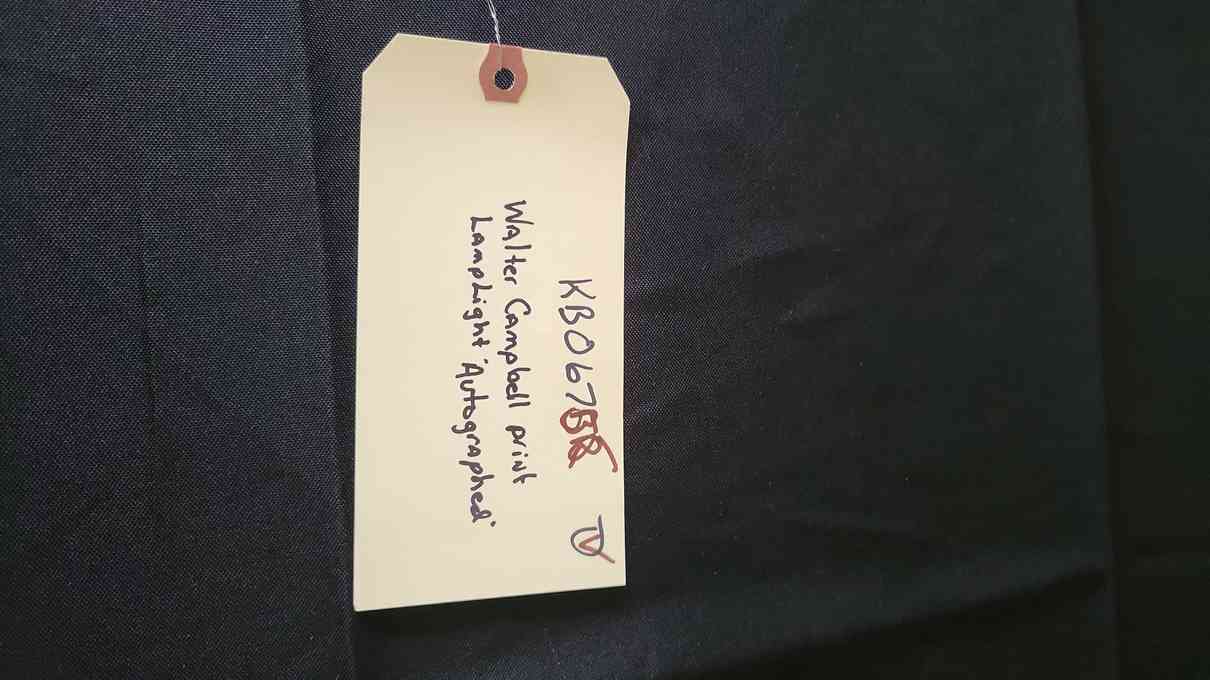 KB067
Walter Campbell print
LampLight 'Autographed'